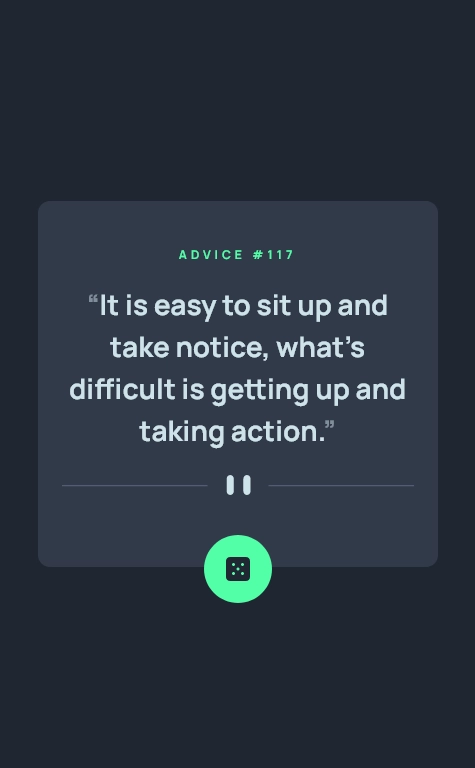 ADVICE #117
“It is easy to sit up and
take notice, what’s
difficult is getting up and
taking action.”